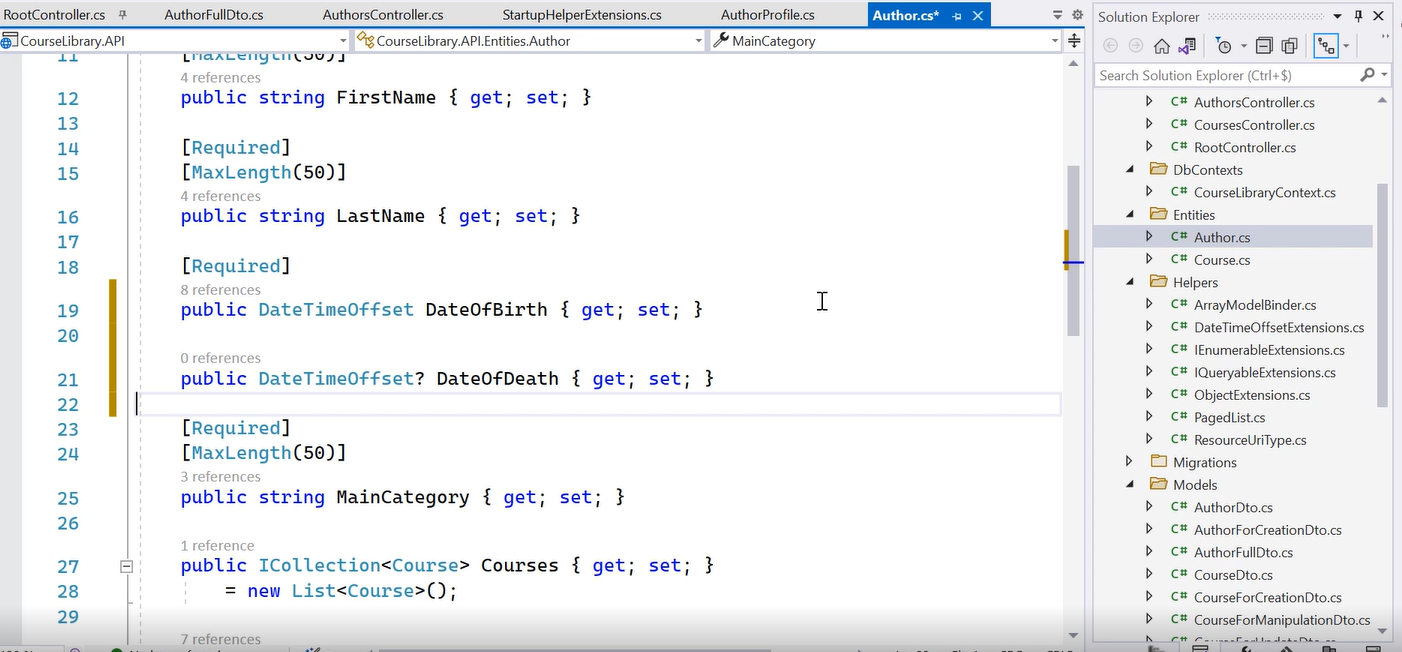 RootController.cs AuthorFullDto.cs AuthorsController.cs StartupHelperExtensions.cs AuthorProfile.cs Author.cs*
CourseLibrary.API CourseLibrary.API.Entities.Author MainCategory
11 [MaxLength(50)]
4 references
12 public string FirstName { get; set; }
13
14 [Required]
15 [MaxLength(50)]
4 references
16 public string LastName { get; set; }
17
18 [Required]
8 references
19 public DateTimeOffset DateOfBirth { get; set; }
20
0 references
21 public DateTimeOffset? DateOfDeath { get; set; }
22
23 [Required]
24 [MaxLength(50)]
3 references
25 public string MainCategory { get; set; }
26
1 reference
27 public ICollection<Course> Courses { get; set; }
28 = new List<Course>();
29
7 references
Solution Explorer
Search Solution Explorer (Ctrl+$)
C# AuthorsController.cs
C# CoursesController.cs
C# RootController.cs
DbContexts
C# CourseLibraryContext.cs
Entities
C# Author.cs
C# Course.cs
Helpers
C# ArrayModelBinder.cs
C# DateTimeOffsetExtensions.cs
C# IEnumerableExtensions.cs
C# IQueryableExtensions.cs
C# ObjectExtensions.cs
C# PagedList.cs
C# ResourceUriType.cs
Migrations
Models
C# AuthorDto.cs
C# AuthorForCreationDto.cs
C# AuthorFullDto.cs
C# CourseDto.cs
C# CourseForCreationDto.cs
C# CourseForManipulationDto.cs
C# CourseForUpdateDto.cs